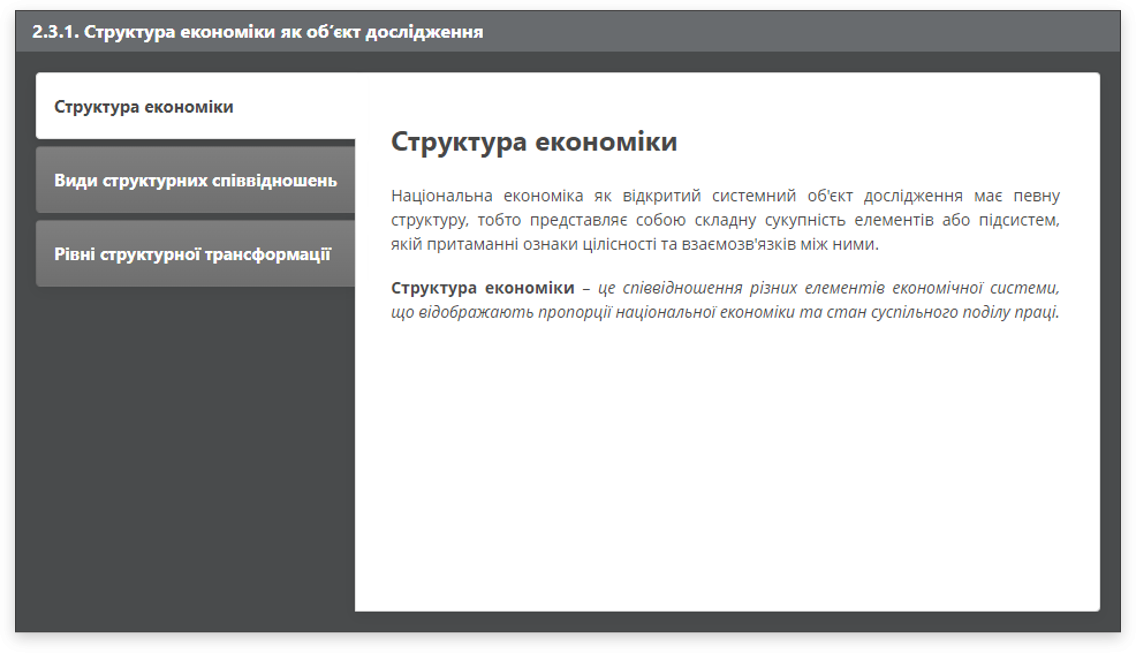 2.3.1. Структура економіки як об’єкт дослідження
Структура економіки
Види структурних співвідношень
Рівні структурної трансформації
Структура економіки
Національна економіка як відкритий системний об'єкт дослідження має певну
структуру, тобто представляє собою складну сукупність елементів або підсистем,
якій притаманні ознаки цілісності та взаємозв'язків між ними.
Структура економіки – це співвідношення різних елементів економічної системи,
що відображають пропорції національної економіки та стан суспільного поділу праці.